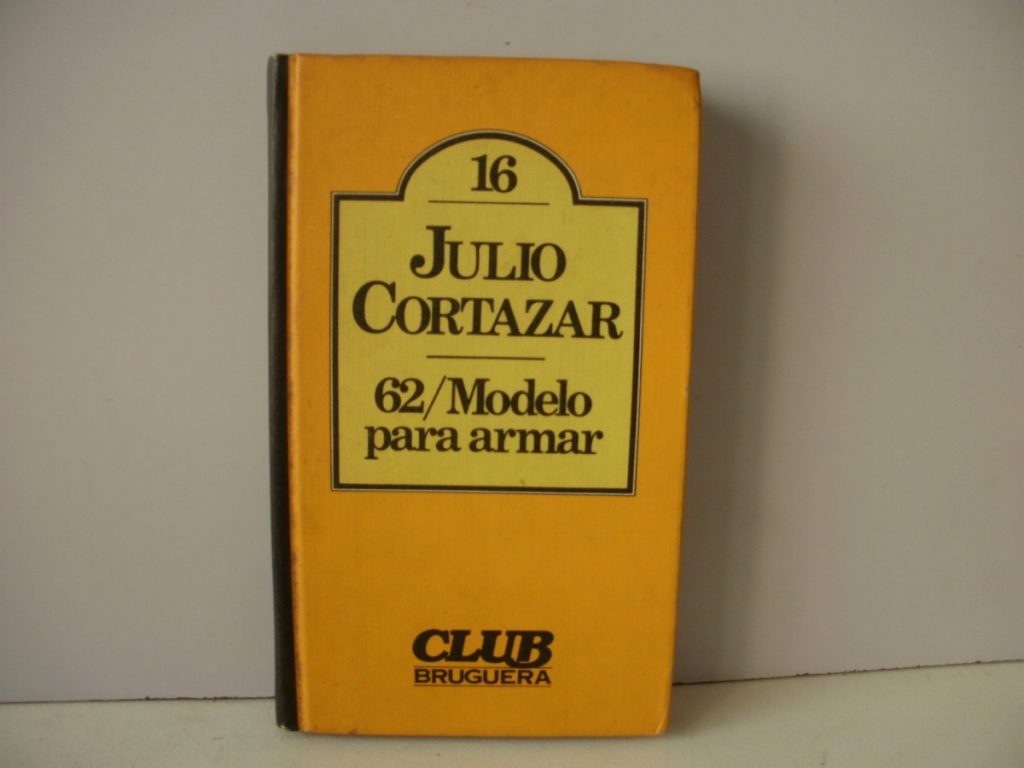 16
JULIO
CORTAZAR
62/Modelo
para armar
CLUB
BRUGUERA